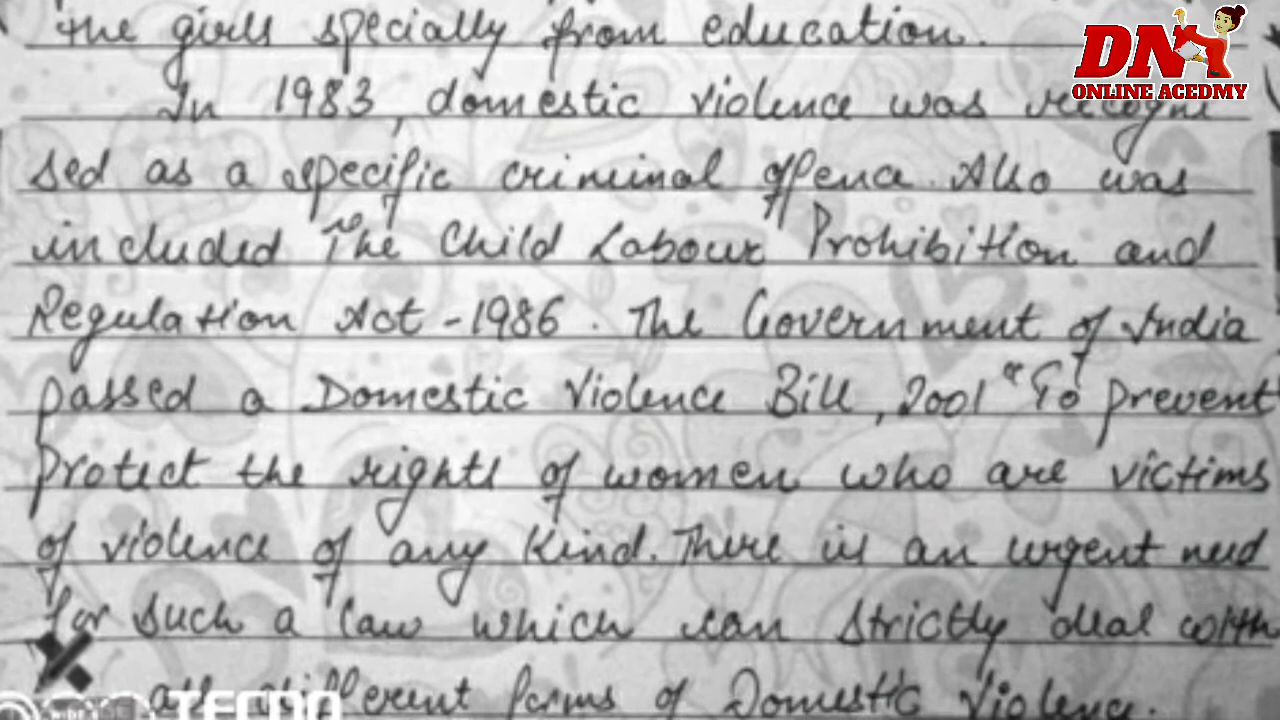 the girls specially from education.
DN
ONLINE ACEDMY
In 1983, domestic violence was recogni
sed as a specific criminal offence. Also was
included "The Child Labour Prohibition and
Regulation Act -1986. The Government of India
passed a Domestic Violence Bill, 2001 "To prevent
protect the rights of women who are victims
of violence of any kind. There is an urgent need
for such a law which can strictly deal with
all different forms of Domestic Violence.
TECNO